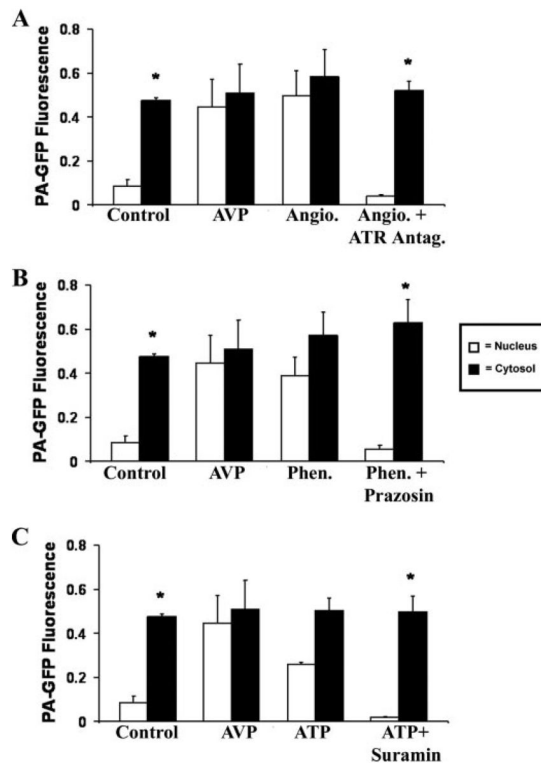 A
PA-GFP Fluorescence
0.8
0.6
0.4
0.2
0
*
*
Control AVP Angio. Angio. +
ATR Antag.
B
PA-GFP Fluorescence
0.8
0.6
0.4
0.2
0
*
*
Control AVP Phen. Phen. +
Prazosin
= Nucleus
= Cytosol
C
PA-GFP Fluorescence
0.8
0.6
0.4
0.2
0
*
*
Control AVP ATP ATP+
Suramin